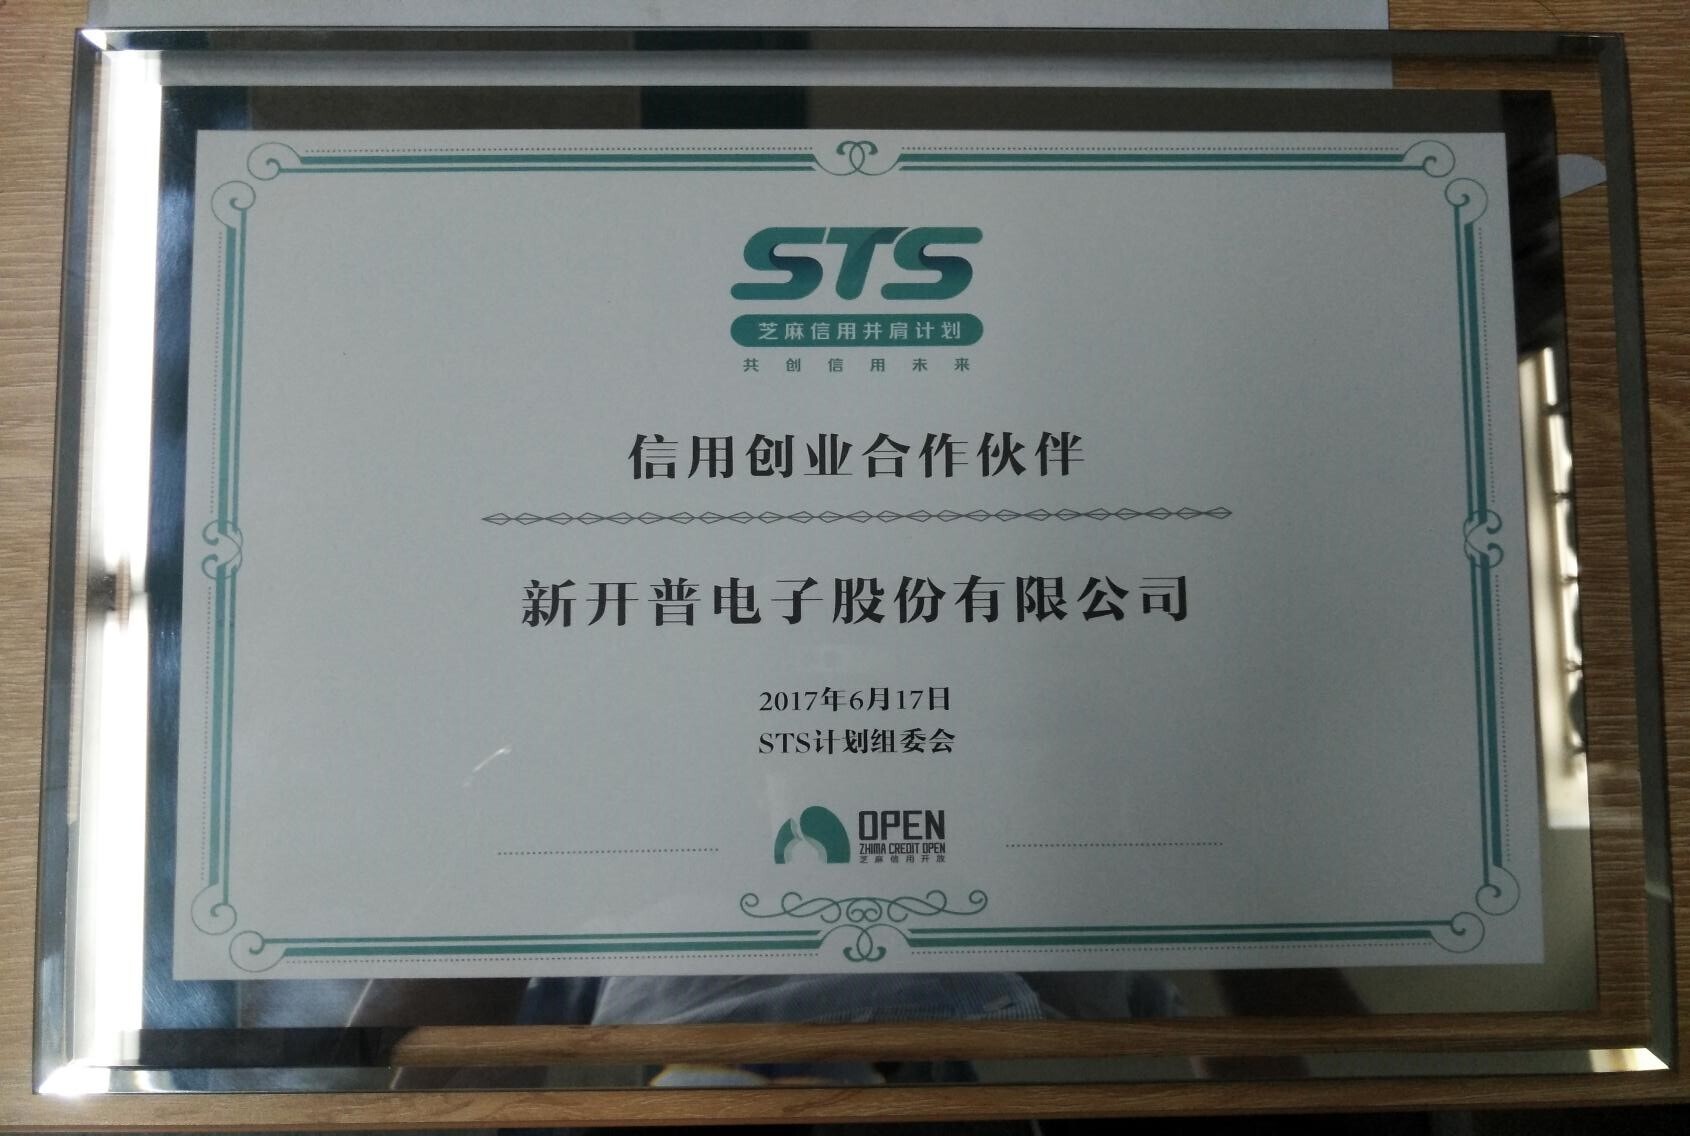 STS
芝麻信用并肩计划
共创信用未来
信用创业合作伙伴
新开普电子股份有限公司
2017年6月17日
STS计划组委会
OPEN
ZHIMA CREDIT OPEN
芝麻信用开放